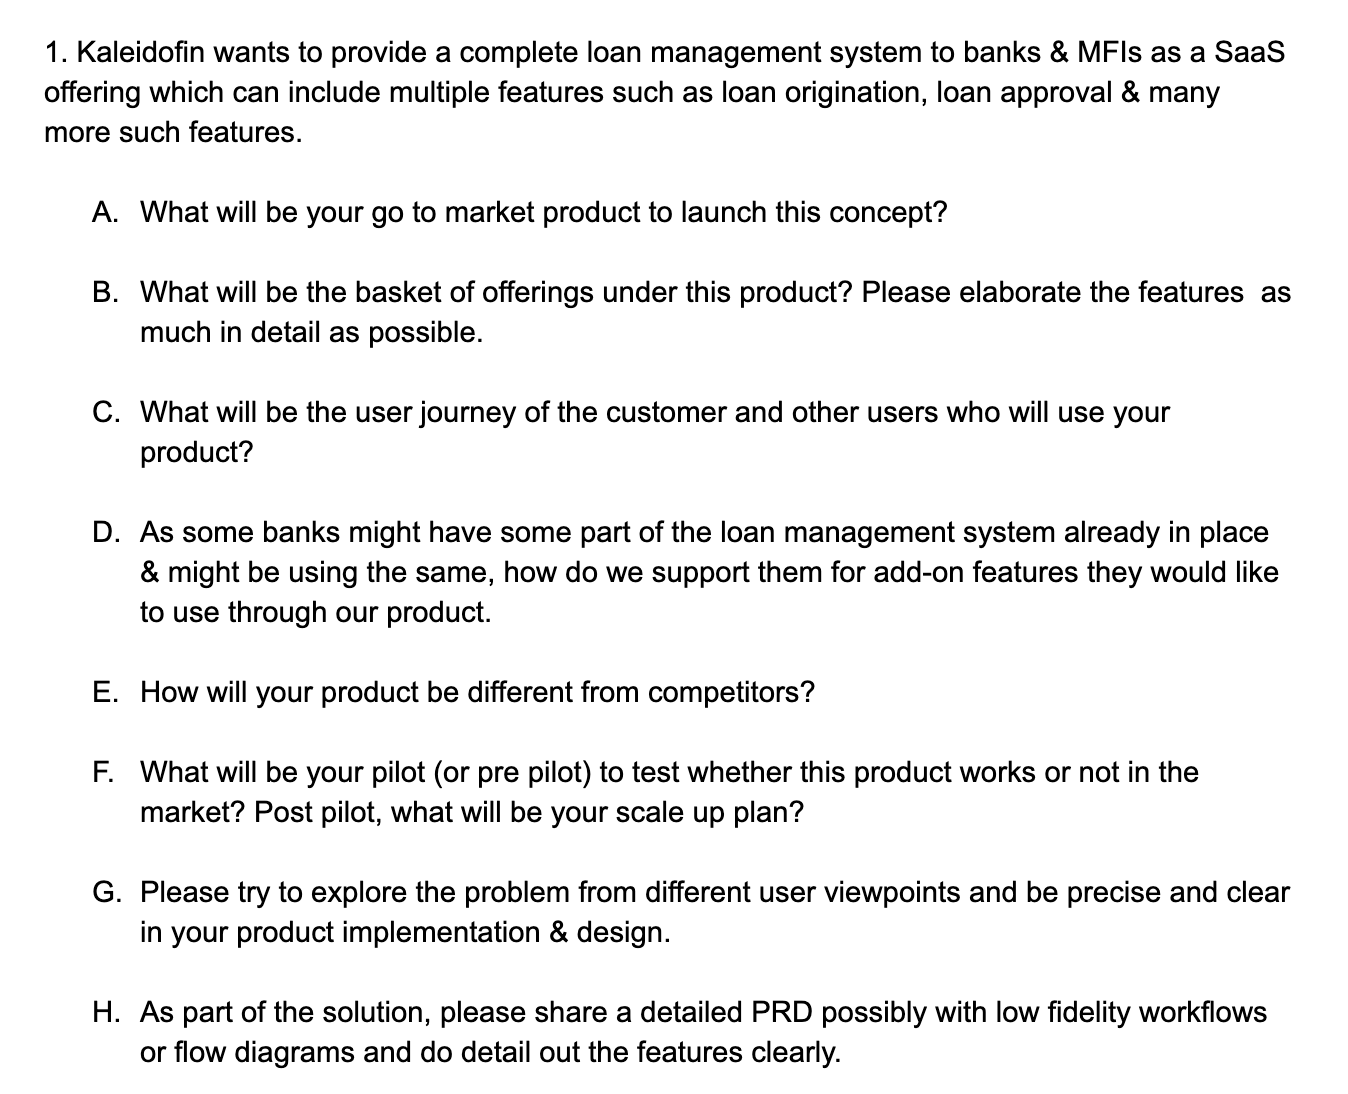 1. Kaleidofin wants to provide a complete loan management system to banks & MFIs as a SaaS
offering which can include multiple features such as loan origination, loan approval & many
more such features.
A. What will be your go to market product to launch this concept?
B. What will be the basket of offerings under this product? Please elaborate the features  as
much in detail as possible.
C. What will be the user journey of the customer and other users who will use your
product?
D. As some banks might have some part of the loan management system already in place
& might be using the same, how do we support them for add-on features they would like
to use through our product.
E. How will your product be different from competitors?
F. What will be your pilot (or pre pilot) to test whether this product works or not in the
market? Post pilot, what will be your scale up plan?
G. Please try to explore the problem from different user viewpoints and be precise and clear
in your product implementation & design.
H. As part of the solution, please share a detailed PRD possibly with low fidelity workflows
or flow diagrams and do detail out the features clearly.